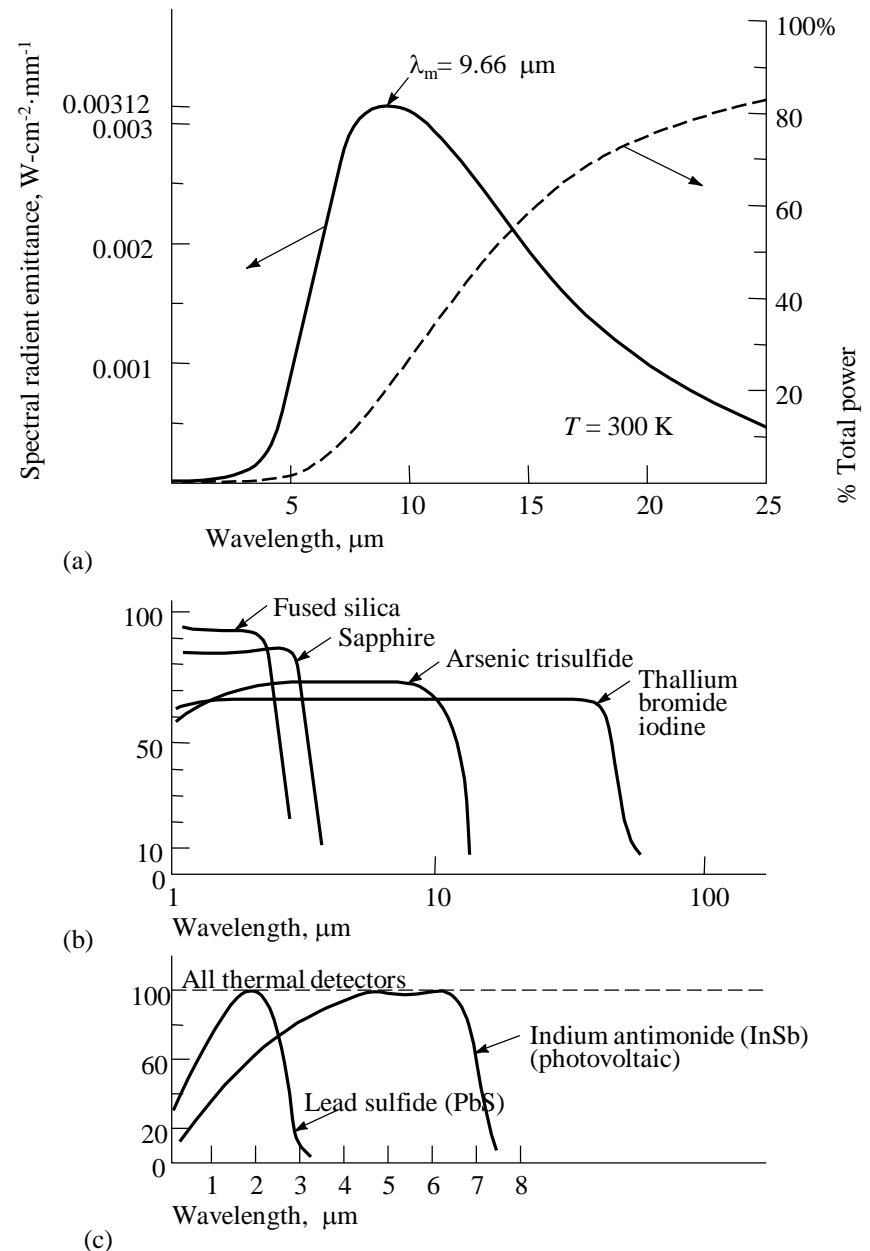 100%
λm= 9.66 μm
0.00312
0.003
80
60
0.002
40
0.001
20
T = 300 K
5
10
15
20
25
Spectral radient emittance, W-cm-2·mm-1
% Total power
Wavelength, μm
(a)
100
Fused silica
Sapphire
Arsenic trisulfide
Thallium
bromide
iodine
50
10
0
1
10
100
Wavelength, μm
(b)
All thermal detectors
100
Indium antimonide (InSb)
(photovoltaic)
60
Lead sulfide (PbS)
20
0
1 2 3 4 5 6 7 8
Wavelength, μm
(c)